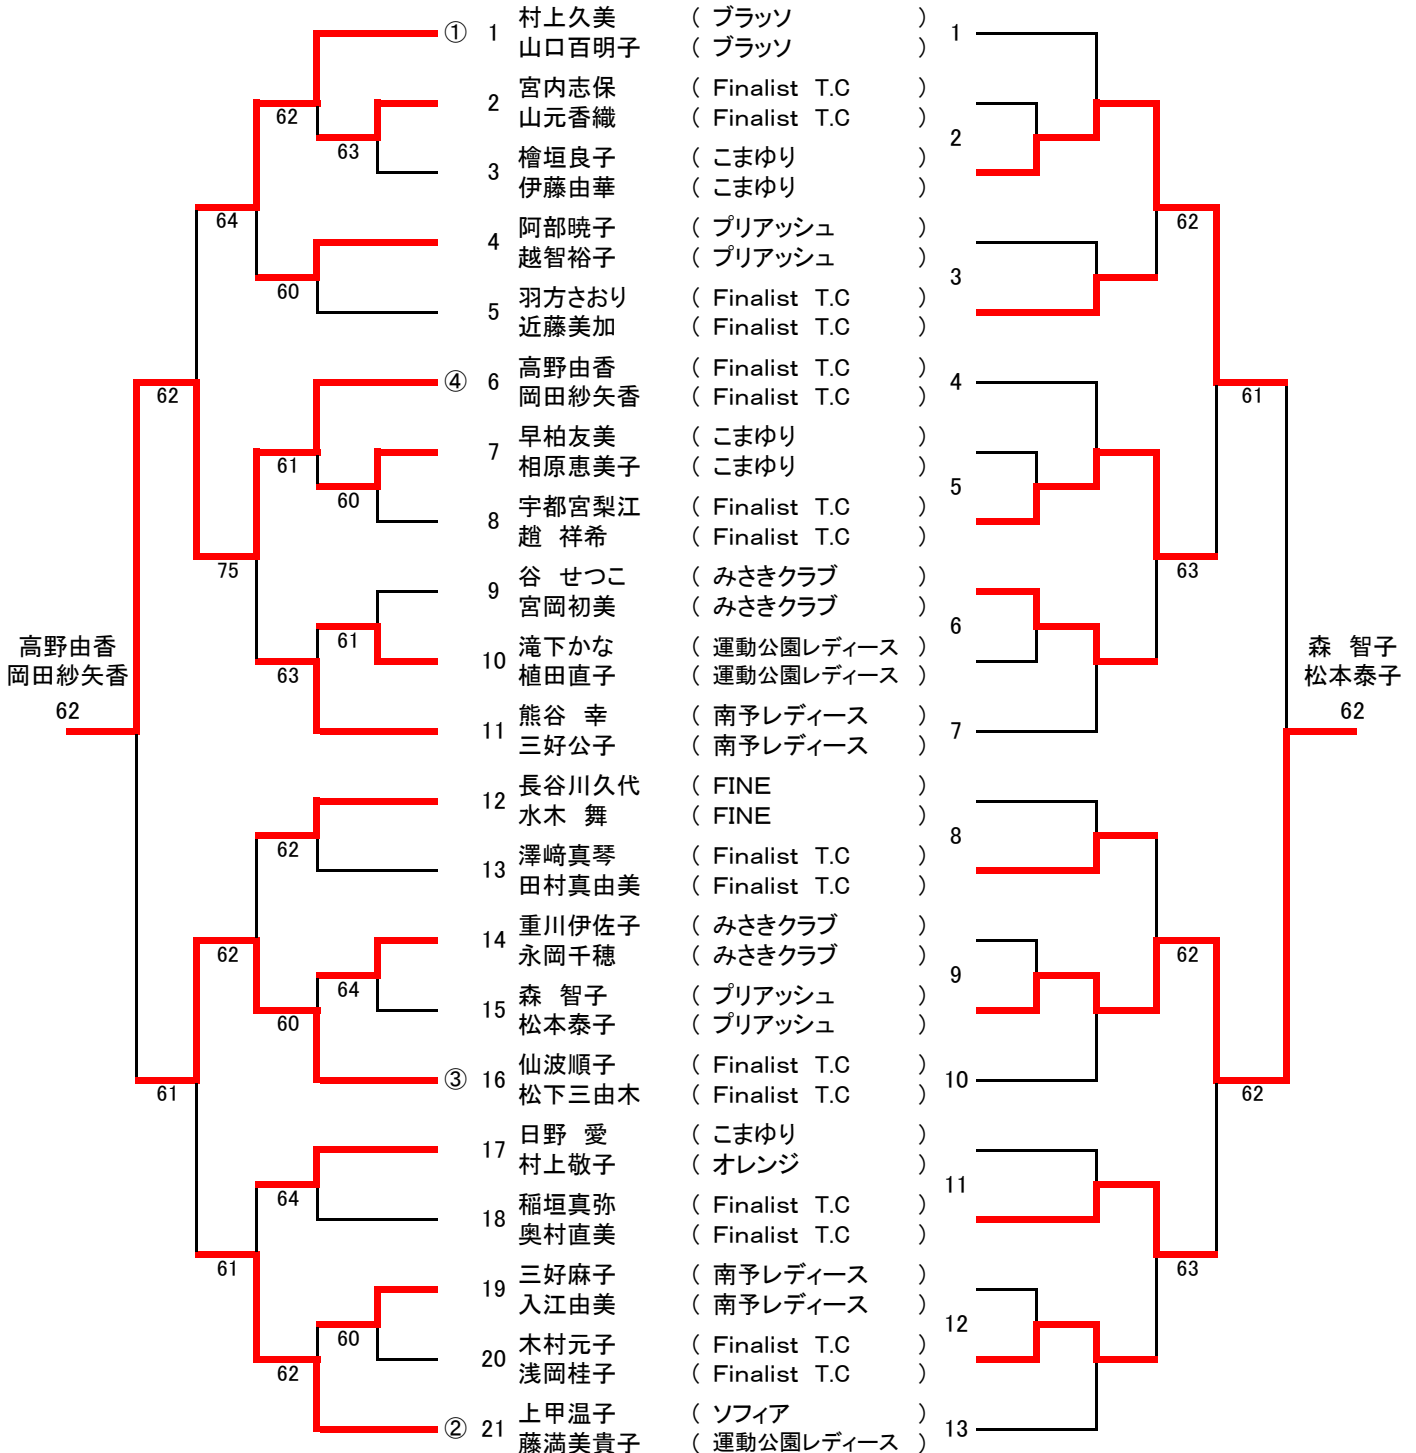 ① 1 村上久美 ( ブラッソ ) 1
山口百明子 ( ブラッソ )
2 宮内志保 ( Finalist T.C )
62 山元香織 ( Finalist T.C ) 2
63
3 檜垣良子 ( こまゆり )
伊藤由華 ( こまゆり )
64 4 阿部暁子 ( プリアッシュ ) 62
越智裕子 ( プリアッシュ ) 3
60
5 羽方さおり ( Finalist T.C )
近藤美加 ( Finalist T.C )
④ 6 高野由香 ( Finalist T.C ) 4
62 岡田紗矢香 ( Finalist T.C ) 61
7 早柏友美 ( こまゆり )
61 相原恵美子 ( こまゆり ) 5
60
8 宇都宮梨江 ( Finalist T.C )
趙 祥希 ( Finalist T.C )
75 63
9 谷 せつこ ( みさきクラブ )
宮岡初美 ( みさきクラブ ) 6
61
高野由香 10 滝下かな ( 運動公園レディース ) 森 智子
岡田紗矢香 63 植田直子 ( 運動公園レディース ) 松本泰子
62 11 熊谷 幸 ( 南予レディース ) 7 62
三好公子 ( 南予レディース )
12 長谷川久代 ( FINE )
水木 舞 ( FINE ) 8
62
13 澤﨑真琴 ( Finalist T.C )
田村真由美 ( Finalist T.C )
14 重川伊佐子 ( みさきクラブ )
62 永岡千穂 ( みさきクラブ ) 9 62
64
15 森 智子 ( プリアッシュ )
60 松本泰子 ( プリアッシュ )
③ 16 仙波順子 ( Finalist T.C ) 10
61 松下三由木 ( Finalist T.C ) 62
17 日野 愛 ( こまゆり )
村上敬子 ( オレンジ ) 11
64
18 稲垣真弥 ( Finalist T.C )
奥村直美 ( Finalist T.C )
61 63
19 三好麻子 ( 南予レディース )
入江由美 ( 南予レディース ) 12
60
20 木村元子 ( Finalist T.C )
62 浅岡桂子 ( Finalist T.C )
② 21 上甲温子 ( ソフィア ) 13
藤満美貴子 ( 運動公園レディース )